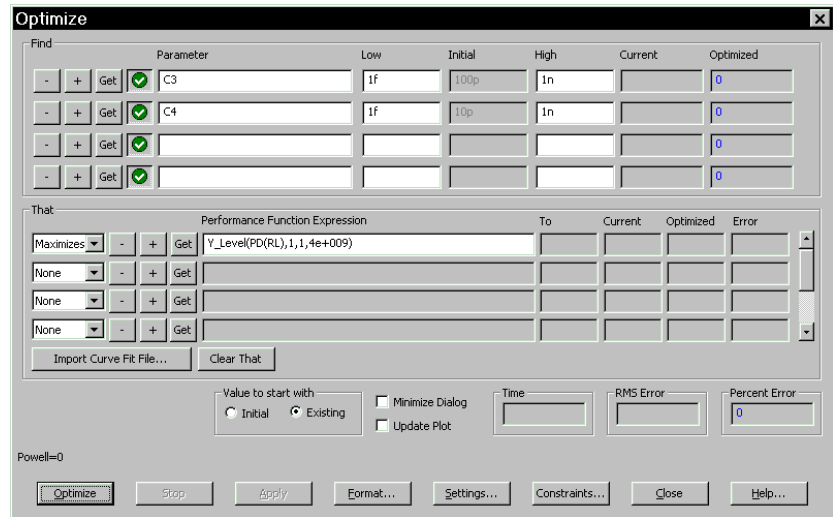 Optimize
Find
Parameter Low Initial High Current Optimized
- + Get C3 1f 100p 1n 0
- + Get C4 1f 10p 1n 0
- + Get 0
- + Get 0
That
Performance Function Expression To Current Optimized Error
Maximizes - + Get Y_Level(PD(RL),1,1,4e+009)
None - + Get
None - + Get
None - + Get
Import Curve Fit File... Clear That
Value to start with
Initial Existing
Minimize Dialog
Update Plot
Time
RMS Error
Percent Error
0
Powell=0
Optimize Stop Apply Format... Settings... Constraints... Close Help...